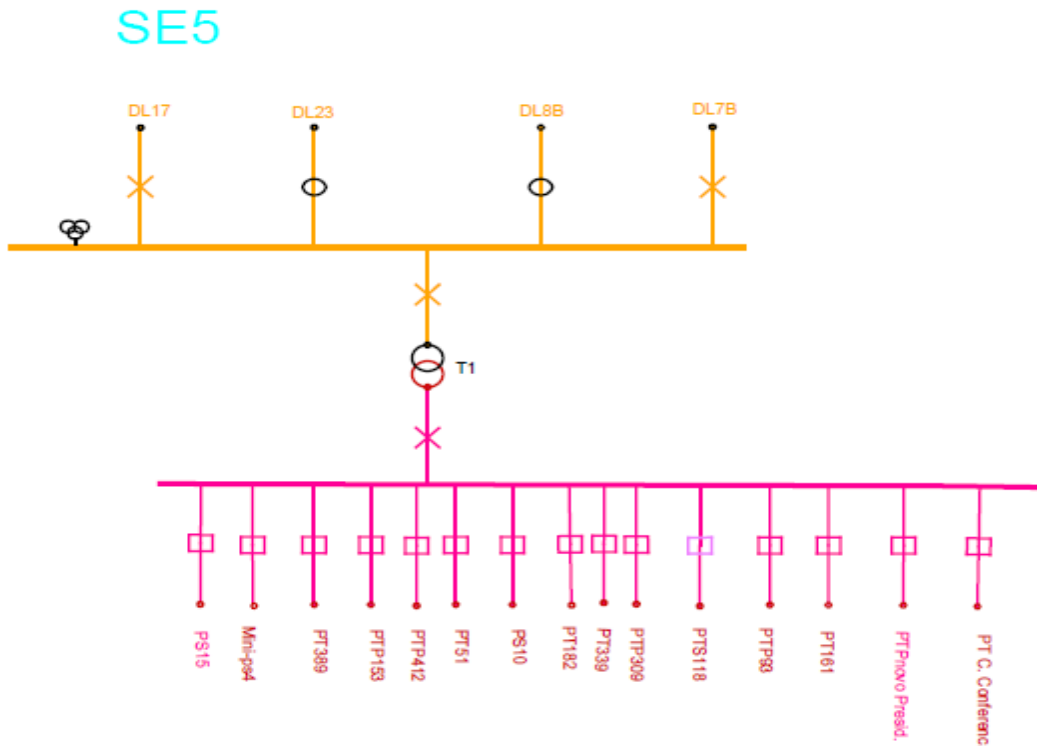 SE5
DL17
DL23
DL8B
DL7B
T1
PS15
Mini-ps4
PT389
PTP153
PTP412
PT51
PS10
PT182
PT339
PTP309
PTS118
PTP93
PT161
PTPnovo Presid.
PT C. Conferenc